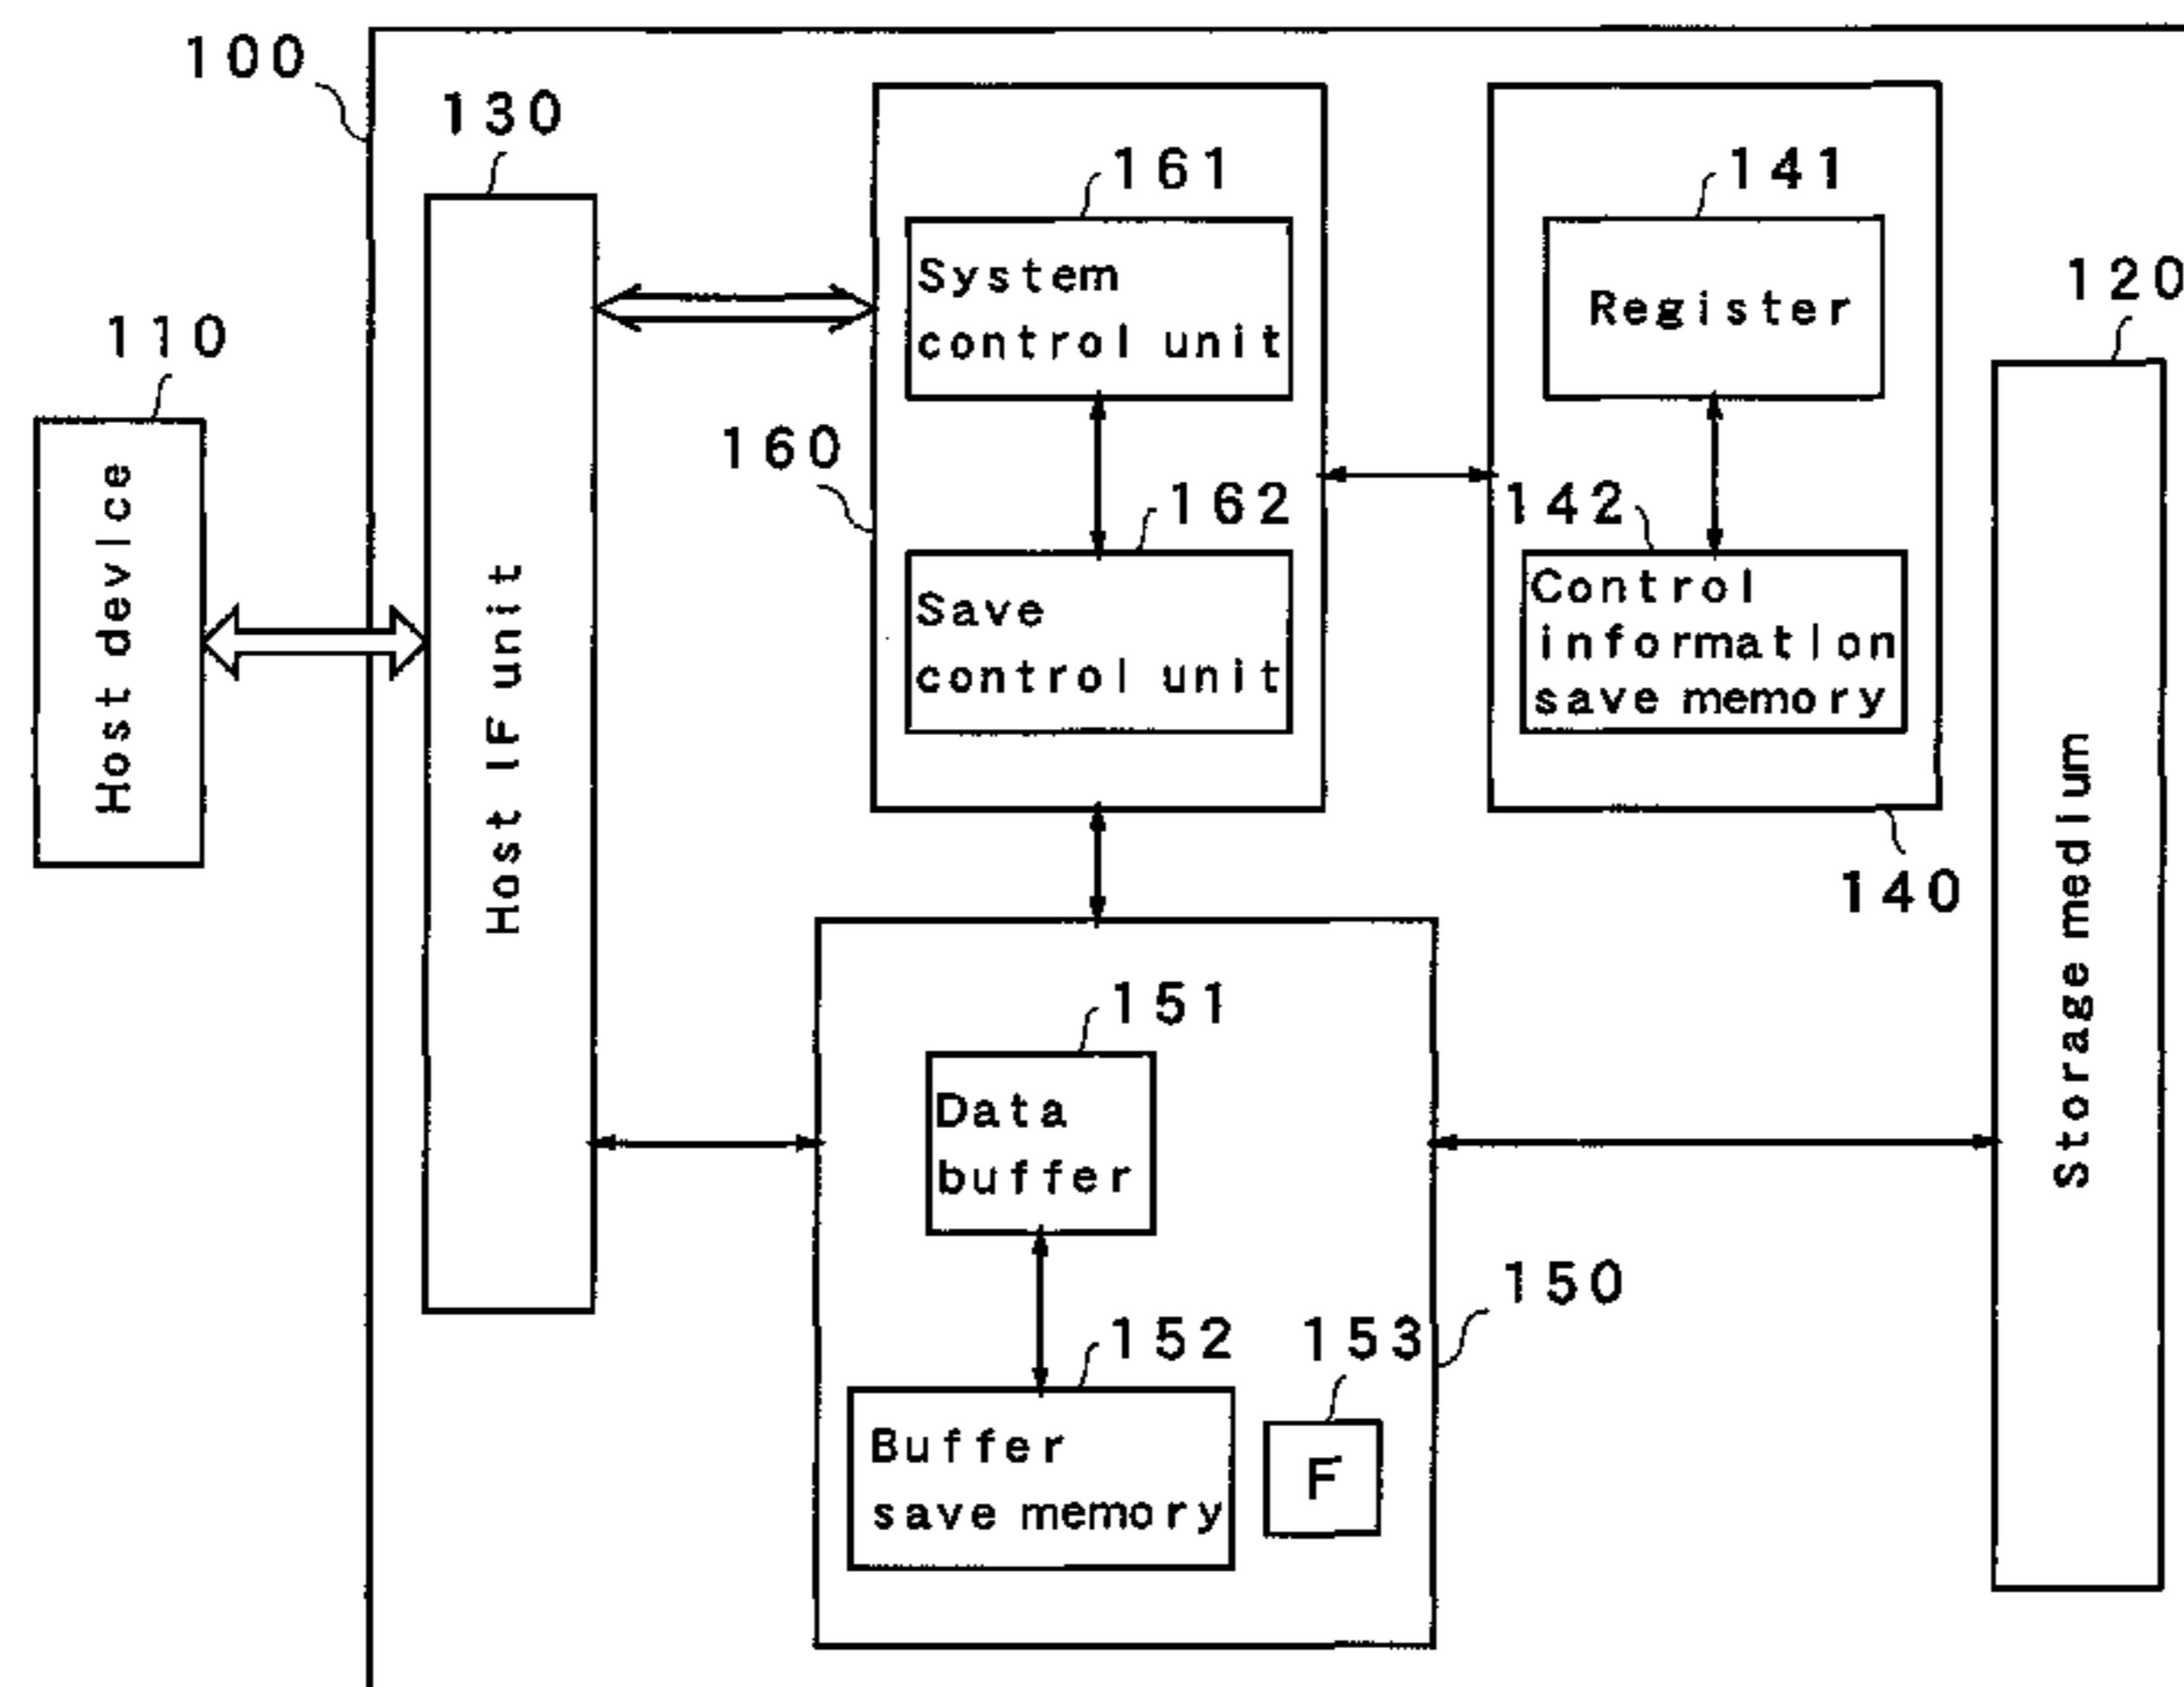 100
130
161
141
System
control unit
Register
120
110
160
162
142
Save
control unit
Control
information
save memory
Host device
Host IF unit
140
Storage medium
151
Data
buffer
150
152
153
Buffer
save memory
F